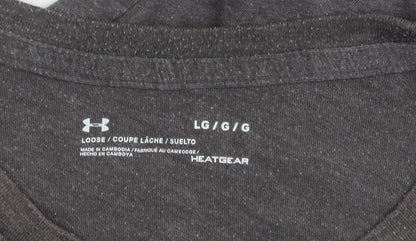 LG / G / G
LOOSE / COUPE LÂCHE / SUELTO
MADE IN CAMBODIA / FABRIQUÉ AU CAMBODGE /
HECHO EN CAMBOYA
HEATGEAR